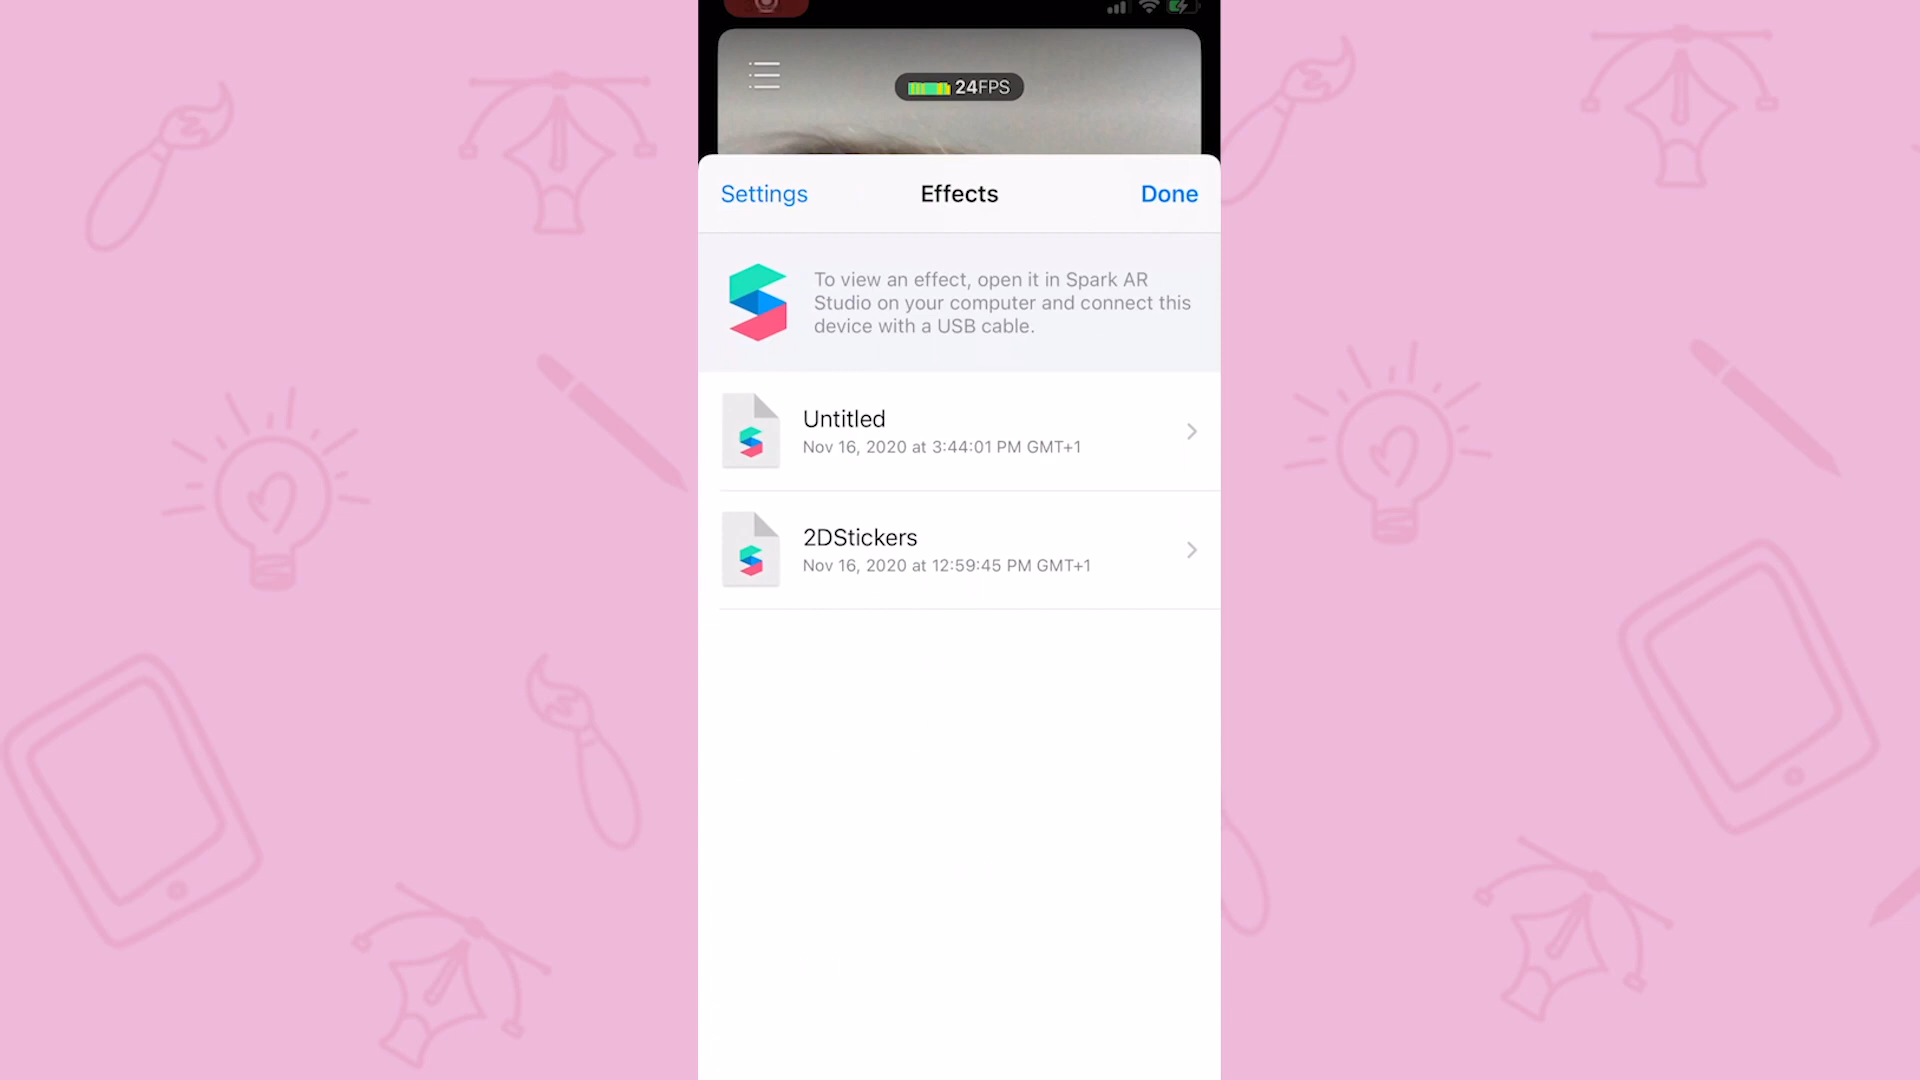 24FPS
Settings
Effects
Done
To view an effect, open it in Spark AR
Studio on your computer and connect this
device with a USB cable.
Untitled
Nov 16, 2020 at 3:44:01 PM GMT+1
2DStickers
Nov 16, 2020 at 12:59:45 PM GMT+1